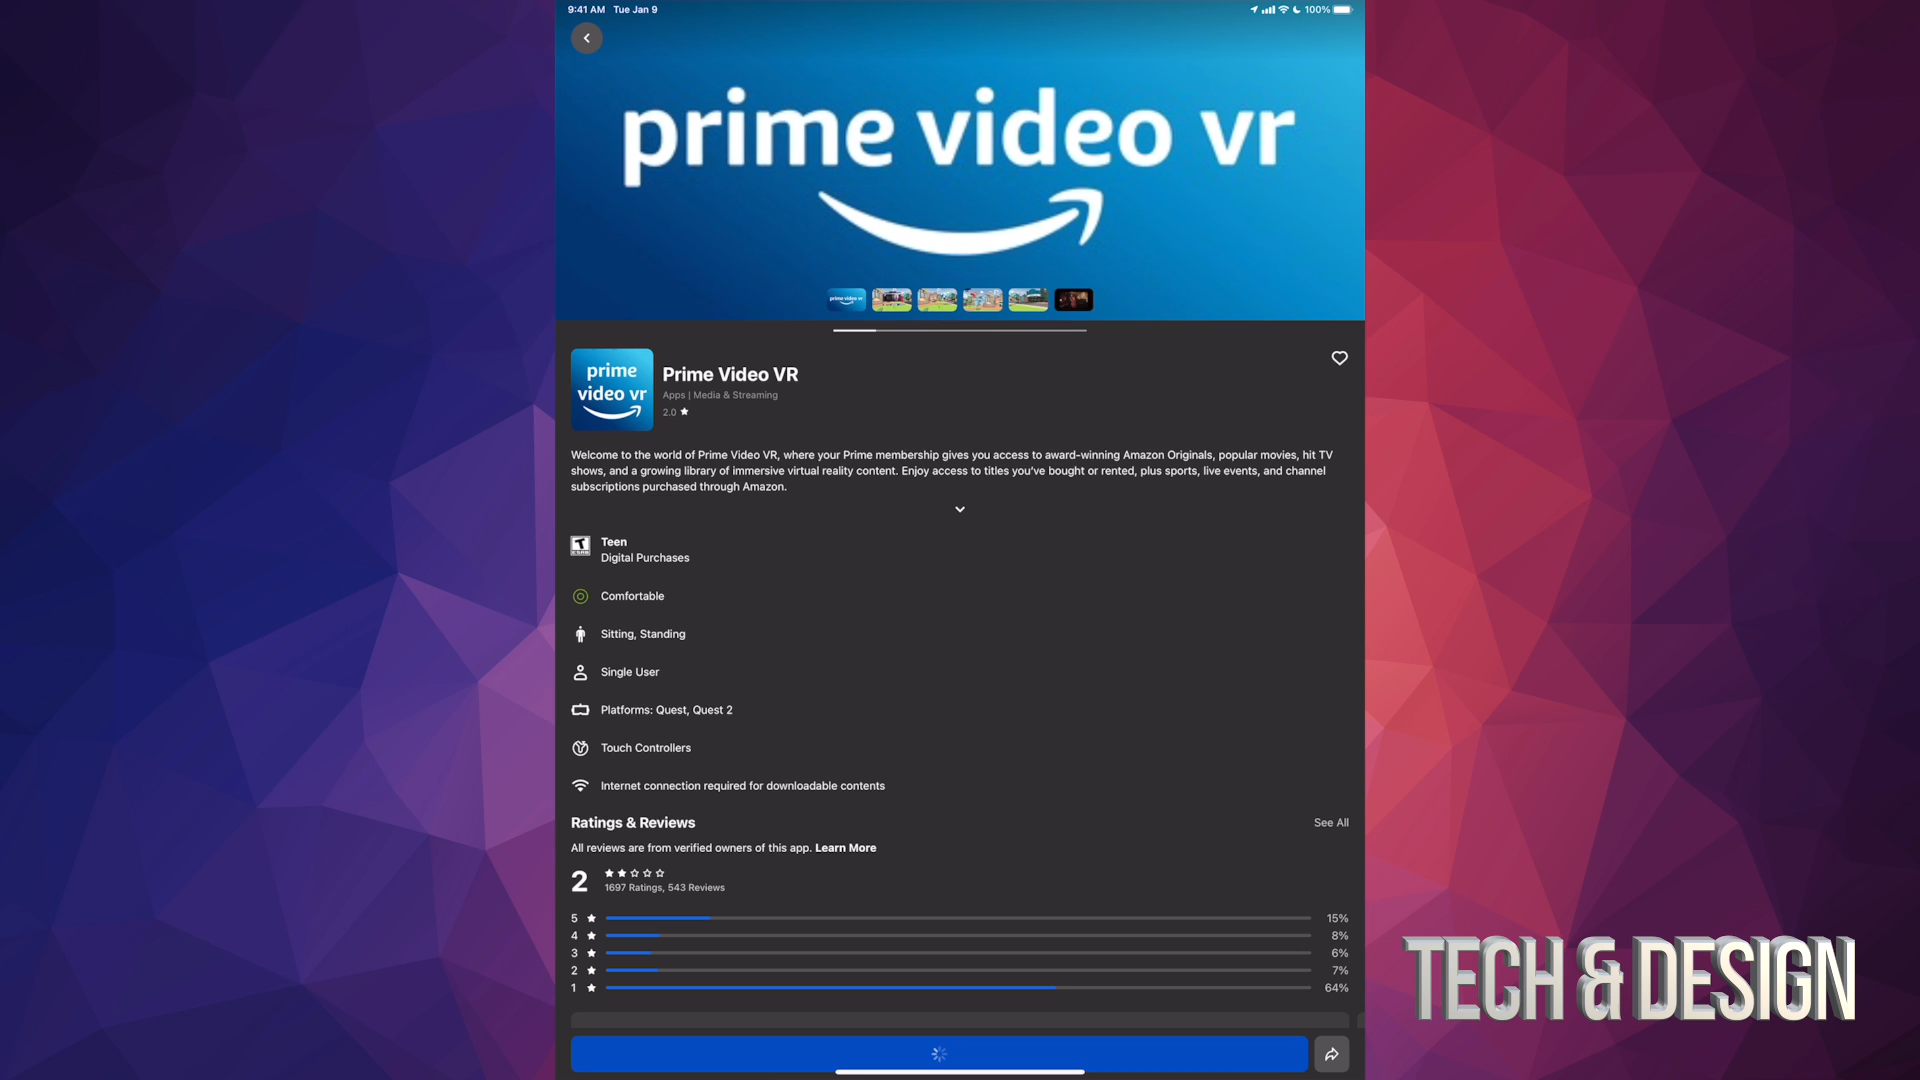 9:41 AM Tue Jan 9
100%
prime video vr
prime video vr
prime
video vr
Prime Video VR
Apps | Media & Streaming
2.0
Welcome to the world of Prime Video VR, where your Prime membership gives you access to award-winning Amazon Originals, popular movies, hit TV
shows, and a growing library of immersive virtual reality content. Enjoy access to titles you’ve bought or rented, plus sports, live events, and channel
subscriptions purchased through Amazon.
T
ESRB
Teen
Digital Purchases
Comfortable
Sitting, Standing
Single User
Platforms: Quest, Quest 2
Touch Controllers
Internet connection required for downloadable contents
Ratings & Reviews
See All
All reviews are from verified owners of this app. Learn More
2
1697 Ratings, 543 Reviews
5 15%
4 8%
3 6%
2 7%
1 64%
TECH & DESIGN